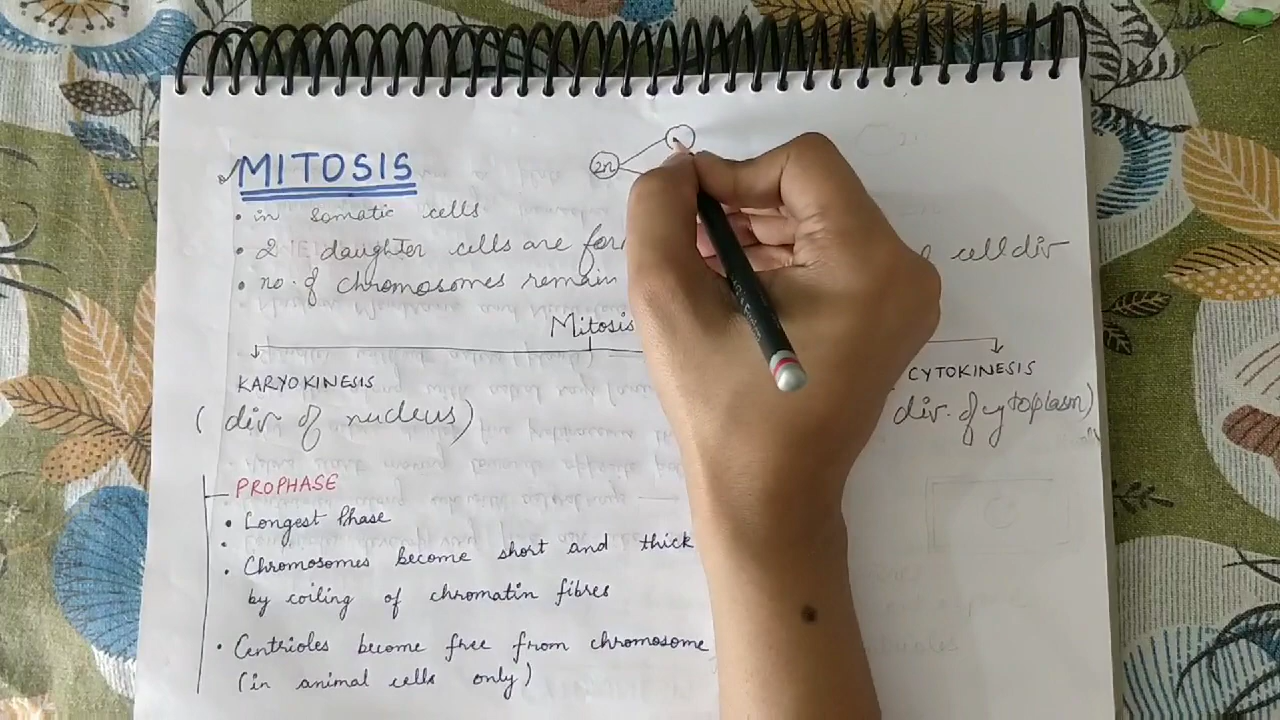 2n
MITOSIS
• in somatic cells
• 2 daughter cells are for
cell div
• no. of chromosomes remain
Mitosis
KARYOKINESIS
CYTOKINESIS
(div. of nucleus)
div. of cytoplasm)
PROPHASE
• Longest Phase
• Chromosomes become short and thick
by coiling of chromatin fibres
• Centrioles become free from chromosome
(in animal cells only)